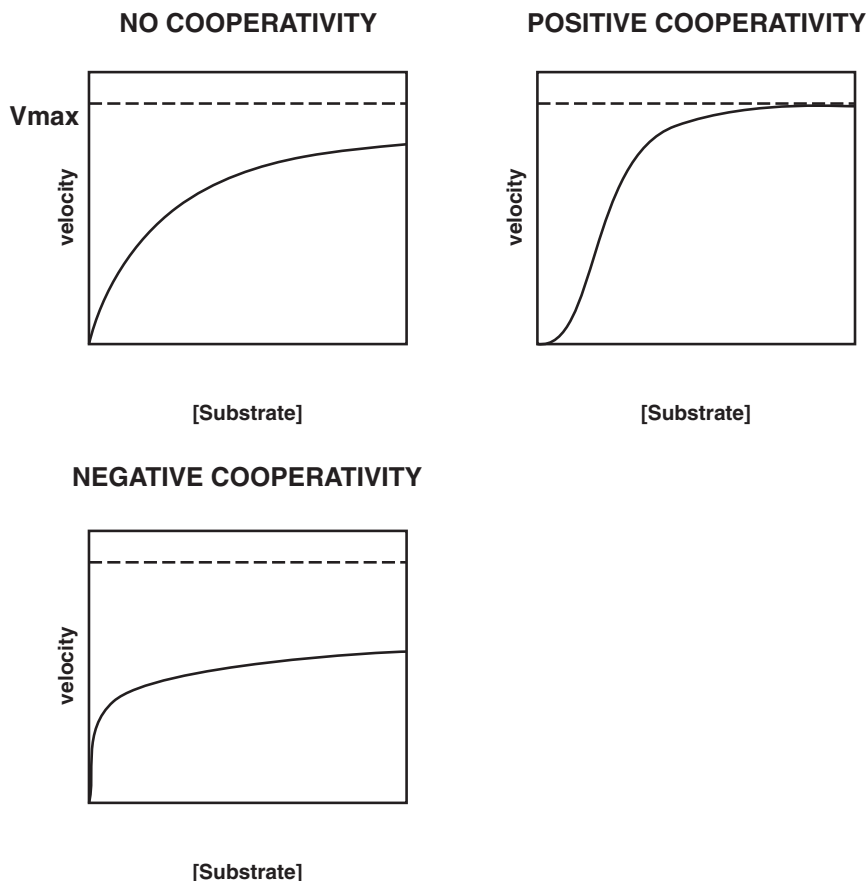 NO COOPERATIVITY
Vmax
velocity
[Substrate]
POSITIVE COOPERATIVITY
velocity
[Substrate]
NEGATIVE COOPERATIVITY
velocity
[Substrate]